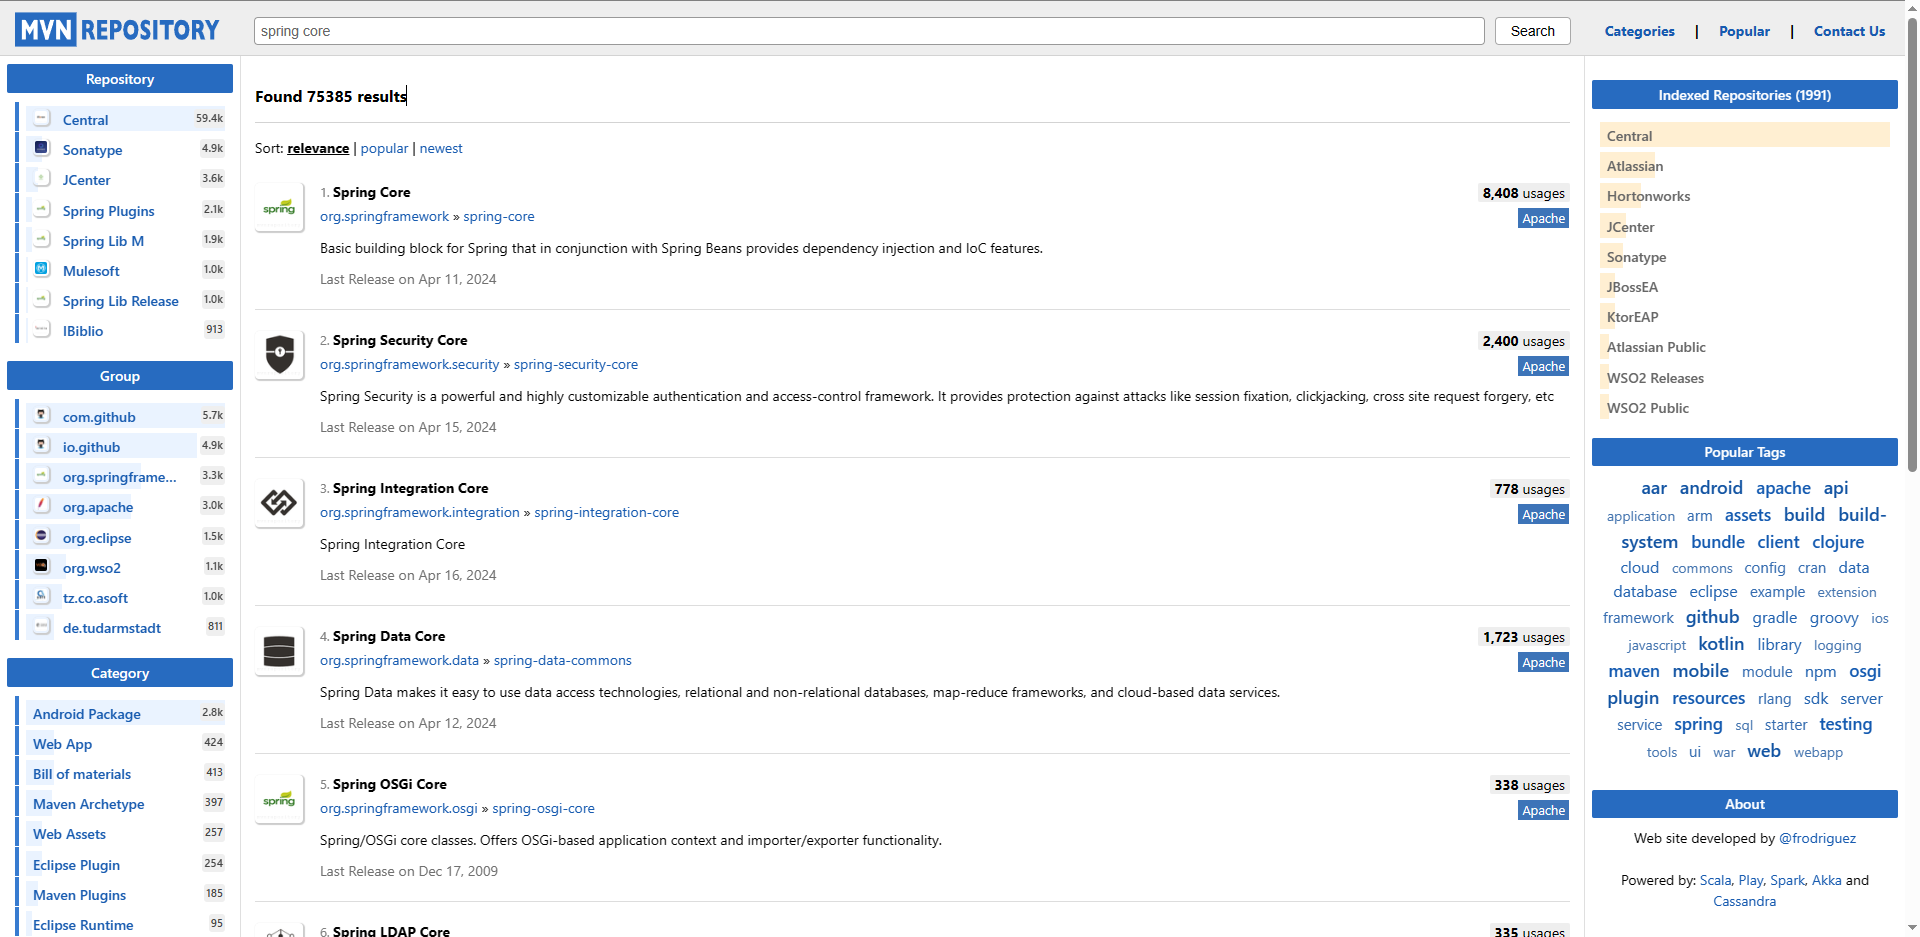 MVN REPOSITORY
spring core
Search
Categories | Popular | Contact Us
Repository
Central 59.4k
Sonatype 4.9k
JCenter 3.6k
Spring Plugins 2.1k
Spring Lib M 1.9k
Mulesoft 1.0k
Spring Lib Release 1.0k
IBiblio 913
Group
com.github 5.7k
io.github 4.9k
org.springframe... 3.3k
org.apache 3.0k
org.eclipse 1.5k
org.wso2 1.1k
tz.co.asoft 1.0k
de.tudarmstadt 811
Category
Android Package 2.8k
Web App 424
Bill of materials 413
Maven Archetype 397
Web Assets 257
Eclipse Plugin 254
Maven Plugins 185
Eclipse Runtime 95
Found 75385 results
Sort: relevance | popular | newest
spring
1. Spring Core
8,408 usages
org.springframework » spring-core
Apache
Basic building block for Spring that in conjunction with Spring Beans provides dependency injection and IoC features.
Last Release on Apr 11, 2024
2. Spring Security Core
2,400 usages
org.springframework.security » spring-security-core
Apache
Spring Security is a powerful and highly customizable authentication and access-control framework. It provides protection against attacks like session fixation, clickjacking, cross site request forgery, etc
Last Release on Apr 15, 2024
3. Spring Integration Core
778 usages
org.springframework.integration » spring-integration-core
Apache
Spring Integration Core
Last Release on Apr 16, 2024
4. Spring Data Core
1,723 usages
org.springframework.data » spring-data-commons
Apache
Spring Data makes it easy to use data access technologies, relational and non-relational databases, map-reduce frameworks, and cloud-based data services.
Last Release on Apr 12, 2024
spring
5. Spring OSGi Core
338 usages
org.springframework.osgi » spring-osgi-core
Apache
Spring/OSGi core classes. Offers OSGi-based application context and importer/exporter functionality.
Last Release on Dec 17, 2009
6. Spring LDAP Core
335 usages
Indexed Repositories (1991)
Central
Atlassian
Hortonworks
JCenter
Sonatype
JBossEA
KtorEAP
Atlassian Public
WSO2 Releases
WSO2 Public
Popular Tags
aar android apache api
application arm assets build build-
system bundle client clojure
cloud commons config cran data
database eclipse example extension
framework github gradle groovy ios
javascript kotlin library logging
maven mobile module npm osgi
plugin resources rlang sdk server
service spring sql starter testing
tools ui war web webapp
About
Web site developed by @frodriguez
Powered by: Scala, Play, Spark, Akka and
Cassandra